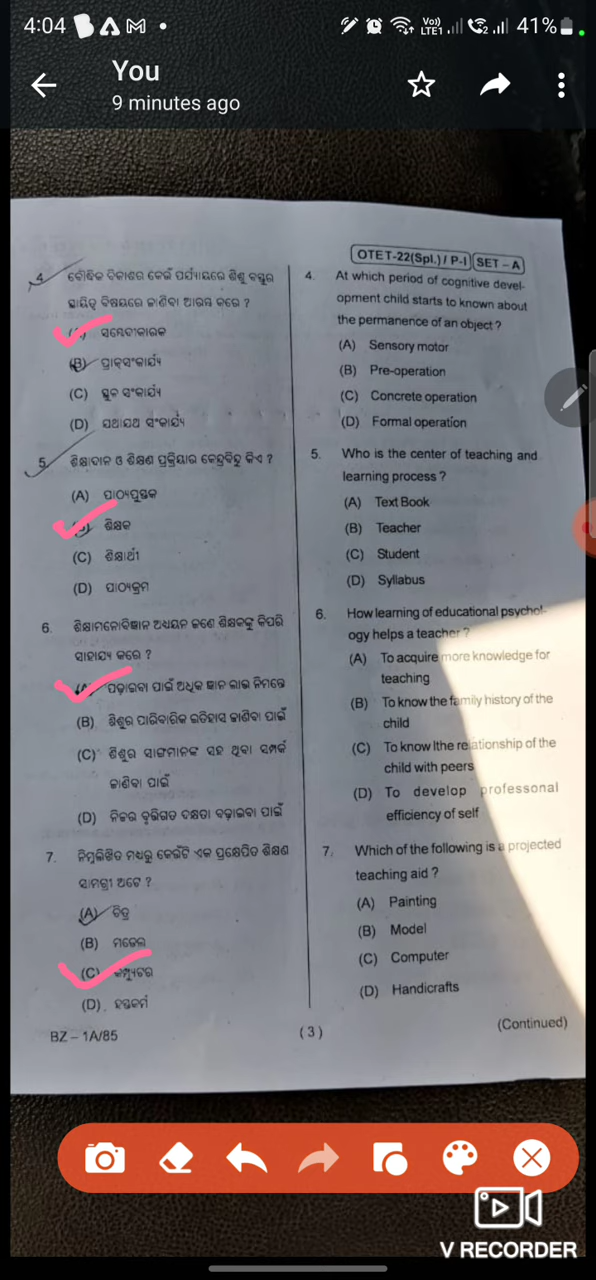 4:04
Vo)
LTE1
41%
You
9 minutes ago
OTET-22(Spl.) / P-I SET – A
4. ବୌଦ୍ଧିକ ବିକାଶର କେଉଁ ପର୍ଯ୍ୟାୟରେ ଶିଶୁ ବସ୍ତୁର
ସ୍ଥାୟିତ୍ୱ ବିଷୟରେ ଜାଣିବା ଆରମ୍ଭ କରେ ?
ସମ୍ବେଦୀକାରକ
(B) ପ୍ରାକ୍‌ସଂକାର୍ଯ୍ୟ
(C) ସ୍ଥୂଳ ସଂକାର୍ଯ୍ୟ
(D) ଯଥାଯଥ ସଂକାର୍ଯ୍ୟ
5. ଶିକ୍ଷାଦାନ ଓ ଶିକ୍ଷଣ ପ୍ରକ୍ରିୟାର କେନ୍ଦ୍ରବିନ୍ଦୁ କିଏ ?
(A) ପାଠ୍ୟପୁସ୍ତକ
ଶିକ୍ଷକ
(C) ଶିକ୍ଷାର୍ଥୀ
(D) ପାଠ୍ୟକ୍ରମ
6. ଶିକ୍ଷାମନୋବିଜ୍ଞାନ ଅଧ୍ୟୟନ ଜଣେ ଶିକ୍ଷକଙ୍କୁ କିପରି
ସାହାଯ୍ୟ କରେ ?
ପଢ଼ାଇବା ପାଇଁ ଅଧିକ ଜ୍ଞାନ ଲାଭ ନିମନ୍ତେ
(B) ଶିଶୁର ପାରିବାରିକ ଇତିହାସ ଜାଣିବା ପାଇଁ
(C) ଶିଶୁର ସାଙ୍ଗମାନଙ୍କ ସହ ଥିବା ସମ୍ପର୍କ
ଜାଣିବା ପାଇଁ
(D) ନିଜର ବୃତ୍ତିଗତ ଦକ୍ଷତା ବଢ଼ାଇବା ପାଇଁ
7. ନିମ୍ନଲିଖିତ ମଧ୍ୟରୁ କେଉଁଟି ଏକ ପ୍ରକ୍ଷେପିତ ଶିକ୍ଷଣ
ସାମଗ୍ରୀ ଅଟେ ?
(A) ଚିତ୍ର
(B) ମଡେଲ
(C) କମ୍ପ୍ୟୁଟର
(D) ହସ୍ତକର୍ମ
4. At which period of cognitive devel-
opment child starts to known about
the permanence of an object ?
(A) Sensory motor
(B) Pre-operation
(C) Concrete operation
(D) Formal operation
5. Who is the center of teaching and
learning process ?
(A) Text Book
(B) Teacher
(C) Student
(D) Syllabus
6. How learning of educational psychol-
ogy helps a teacher ?
(A) To acquire more knowledge for
teaching
(B) To know the family history of the
child
(C) To know lthe relationship of the
child with peers
(D) To develop professonal
efficiency of self
7. Which of the following is a projected
teaching aid ?
(A) Painting
(B) Model
(C) Computer
(D) Handicrafts
BZ – 1A/85
( 3 )
(Continued)
V RECORDER